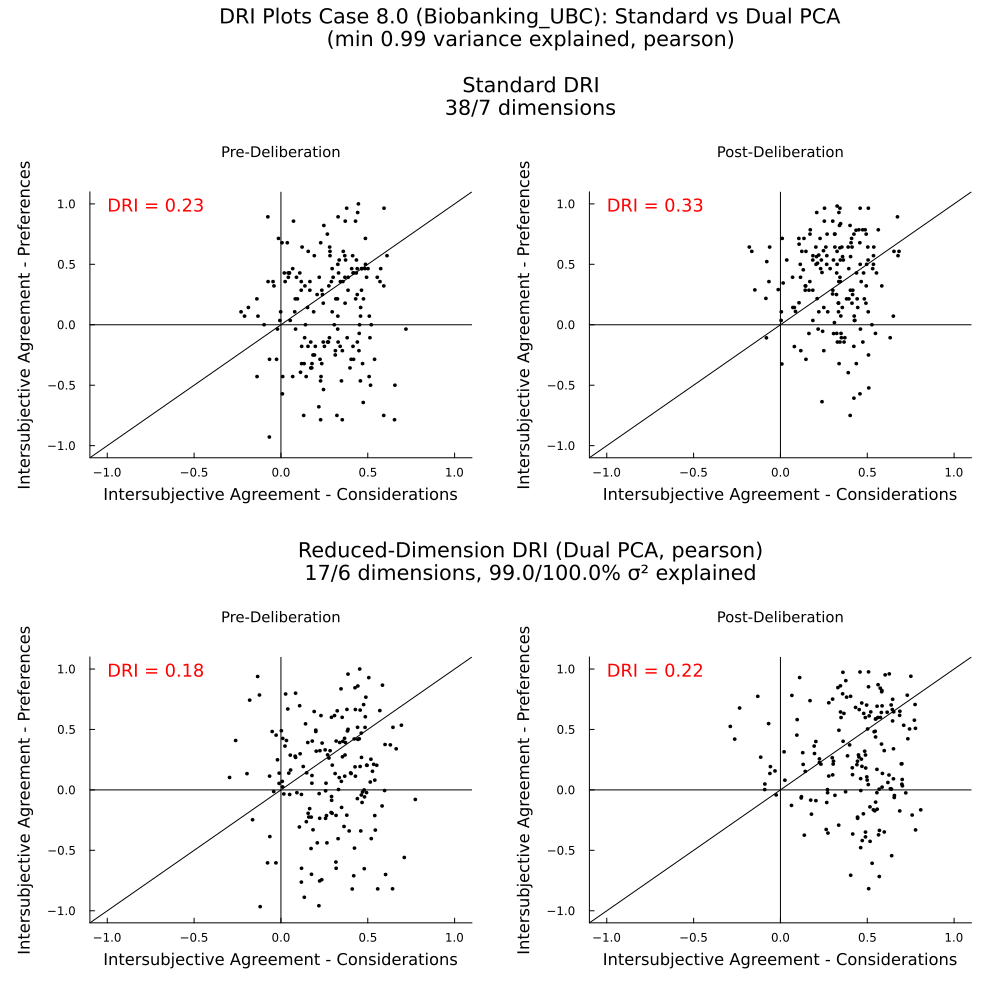 DRI Plots Case 8.0 (Biobanking_UBC): Standard vs Dual PCA
(min 0.99 variance explained, pearson)
Standard DRI
38/7 dimensions
Pre-Deliberation
DRI = 0.23
Intersubjective Agreement - Preferences
1.0
0.5
0.0
−0.5
−1.0
−1.0 −0.5 0.0 0.5 1.0
Intersubjective Agreement - Considerations
Post-Deliberation
DRI = 0.33
Intersubjective Agreement - Preferences
1.0
0.5
0.0
−0.5
−1.0
−1.0 −0.5 0.0 0.5 1.0
Intersubjective Agreement - Considerations
Reduced-Dimension DRI (Dual PCA, pearson)
17/6 dimensions, 99.0/100.0% σ² explained
Pre-Deliberation
DRI = 0.18
Intersubjective Agreement - Preferences
1.0
0.5
0.0
−0.5
−1.0
−1.0 −0.5 0.0 0.5 1.0
Intersubjective Agreement - Considerations
Post-Deliberation
DRI = 0.22
Intersubjective Agreement - Preferences
1.0
0.5
0.0
−0.5
−1.0
−1.0 −0.5 0.0 0.5 1.0
Intersubjective Agreement - Considerations